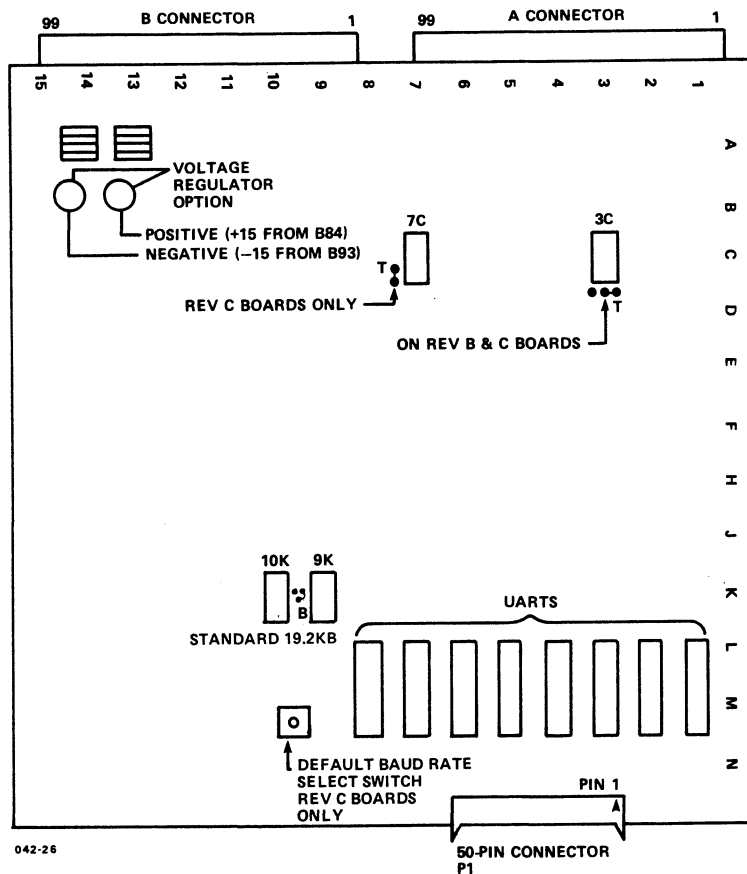 99 B CONNECTOR 1
99 A CONNECTOR 1
15 14 13 12 11 10 9 8 7 6 5 4 3 2 1
A
VOLTAGE
REGULATOR
OPTION
B
POSITIVE (+15 FROM B84)
NEGATIVE (−15 FROM B93)
7C
3C
C
T
REV C BOARDS ONLY
T
D
ON REV B & C BOARDS
E
F
H
J
10K 9K
K
B
STANDARD 19.2KB
UARTS
L
M
N
DEFAULT BAUD RATE
SELECT SWITCH
REV C BOARDS
ONLY
PIN 1
50-PIN CONNECTOR
P1
042-26